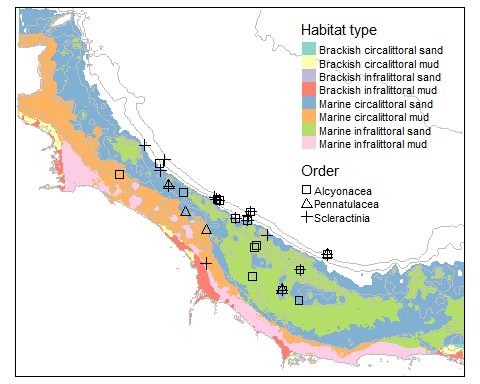 Habitat type
Brackish circalittoral sand
Brackish circalittoral mud
Brackish infralittoral sand
Brackish infralittoral mud
Marine circalittoral sand
Marine circalittoral mud
Marine infralittoral sand
Marine infralittoral mud
Order
Alcyonacea
Pennatulacea
Scleractinia